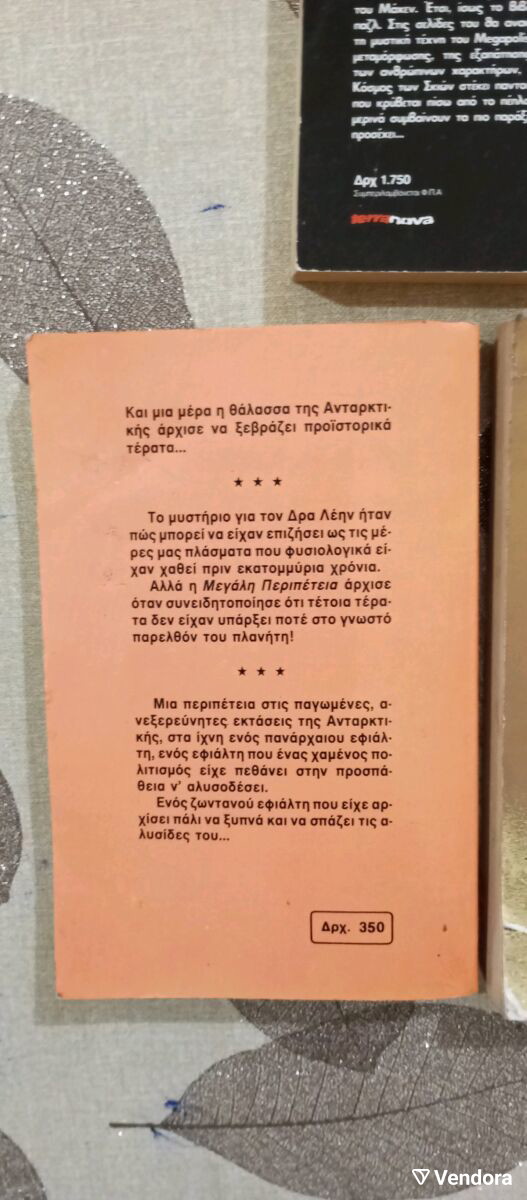 του Μάκεν. Έτσι, ίσως το
παζλ. Στις σελίδες του θα
τη μυστική τέχνη του
μεταμόρφωσης, της
των ανθρώπινων χαρακτήρων,
Κόσμος των Σκιών στέκει
που κρύβεται πίσω από το
μερινά συμβαίνουν τα πιο
προσέχει...
Δρχ 1.750
Συμπεριλαμβάνεται Φ.Π.Α
terranova
Και μια μέρα η θάλασσα της Ανταρκτι-
κής άρχισε να ξεβράζει προϊστορικά
τέρατα...
★ ★ ★
Το μυστήριο για τον Δρα Λέην ήταν
πώς μπορεί να είχαν επιζήσει ως τις μέ-
ρες μας πλάσματα που φυσιολογικά εί-
χαν χαθεί πριν εκατομμύρια χρόνια.
Αλλά η Μεγάλη Περιπέτεια άρχισε
όταν συνειδητοποίησε ότι τέτοια τέρα-
τα δεν είχαν υπάρξει ποτέ στο γνωστό
παρελθόν του πλανήτη!
★ ★ ★
Μια περιπέτεια στις παγωμένες, α-
νεξερεύνητες εκτάσεις της Ανταρκτι-
κής, στα ίχνη ενός πανάρχαιου εφιάλ-
τη, ενός εφιάλτη που ένας χαμένος πο-
λιτισμός είχε πεθάνει στην προσπά-
θεια ν' αλυσοδέσει.
Ενός ζωντανού εφιάλτη που είχε αρ-
χίσει πάλι να ξυπνά και να σπάζει τις α-
λυσίδες του...
Δρχ. 350
Vendora